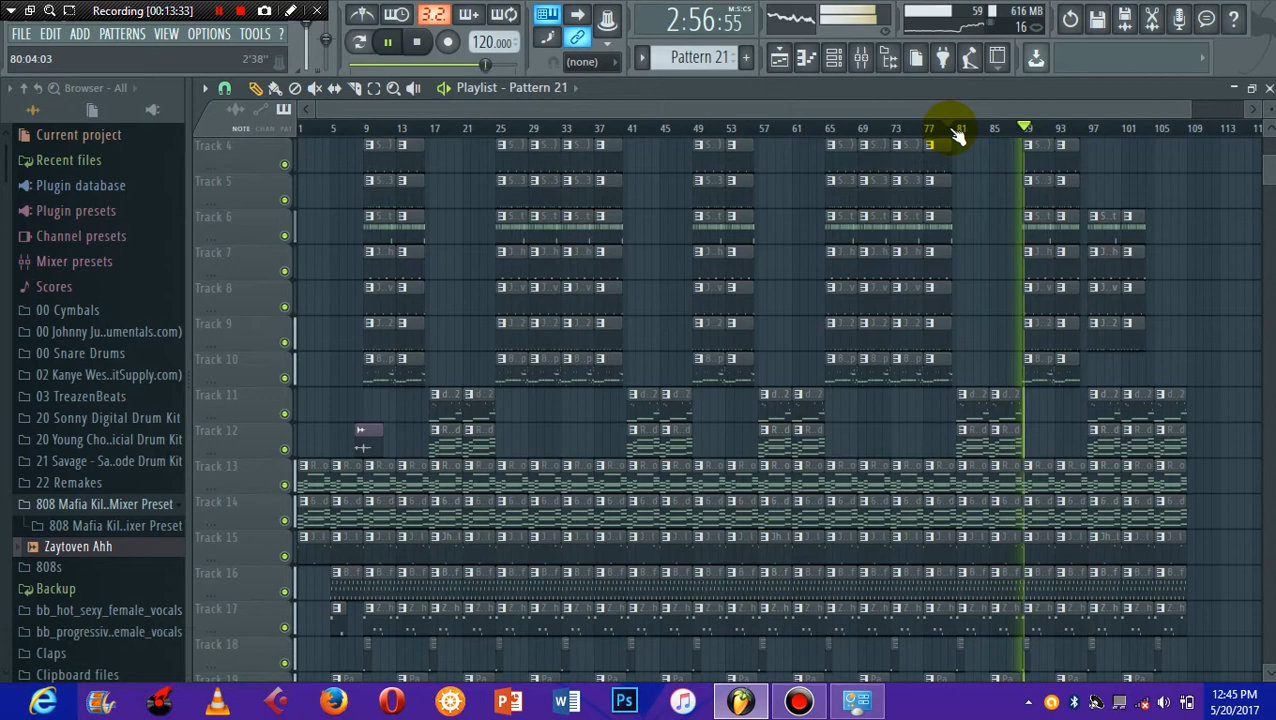 Recording [00:13:33]
FILE EDIT ADD PATTERNS VIEW OPTIONS TOOLS ?
80:04:03 2'38"
3.2
120.000
(none)
M:S:CS
2:56:55
Pattern 21
59 616 MB
16
Browser - All
Playlist - Pattern 21
NOTE CHAN PAT
1 5 9 13 17 21 25 29 33 37 41 45 49 53 57 61 65 69 73 77 81 85 89 93 97 101 105 109 113
Current project
Recent files
Plugin database
Plugin presets
Channel presets
Mixer presets
Scores
00 Cymbals
00 Johnny Ju...umentals.com)
00 Snare Drums
02 Kanye Wes...itSupply.com)
03 TreazenBeats
20 Sonny Digital Drum Kit
20 Young Cho...icial Drum Kit
21 Savage - Sa...ode Drum Kit
22 Remakes
808 Mafia Kil..Mixer Preset
808 Mafia Kil...ixer Preset
Zaytoven Ahh
808s
Backup
bb_hot_sexy_female_vocals
bb_progressiv...emale_vocals
Claps
Clipboard files
Track 4
Track 5
Track 6
Track 7
Track 8
Track 9
Track 10
Track 11
Track 12
Track 13
Track 14
Track 15
Track 16
Track 17
Track 18
12:45 PM
5/20/2017